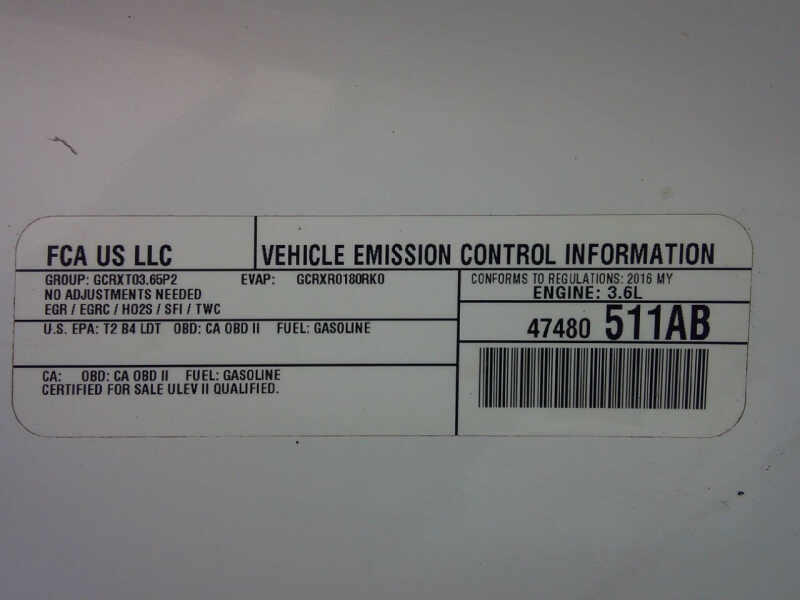 FCA US LLC
VEHICLE EMISSION CONTROL INFORMATION
GROUP: GCRXT03.65P2 EVAP: GCRXR0180RK0
NO ADJUSTMENTS NEEDED
EGR / EGRC / HO2S / SFI / TWC
CONFORMS TO REGULATIONS: 2016 MY
ENGINE: 3.6L
U.S. EPA: T2 B4 LDT OBD: CA OBD II FUEL: GASOLINE
47480 511AB
CA: OBD: CA OBD II FUEL: GASOLINE
CERTIFIED FOR SALE ULEV II QUALIFIED.